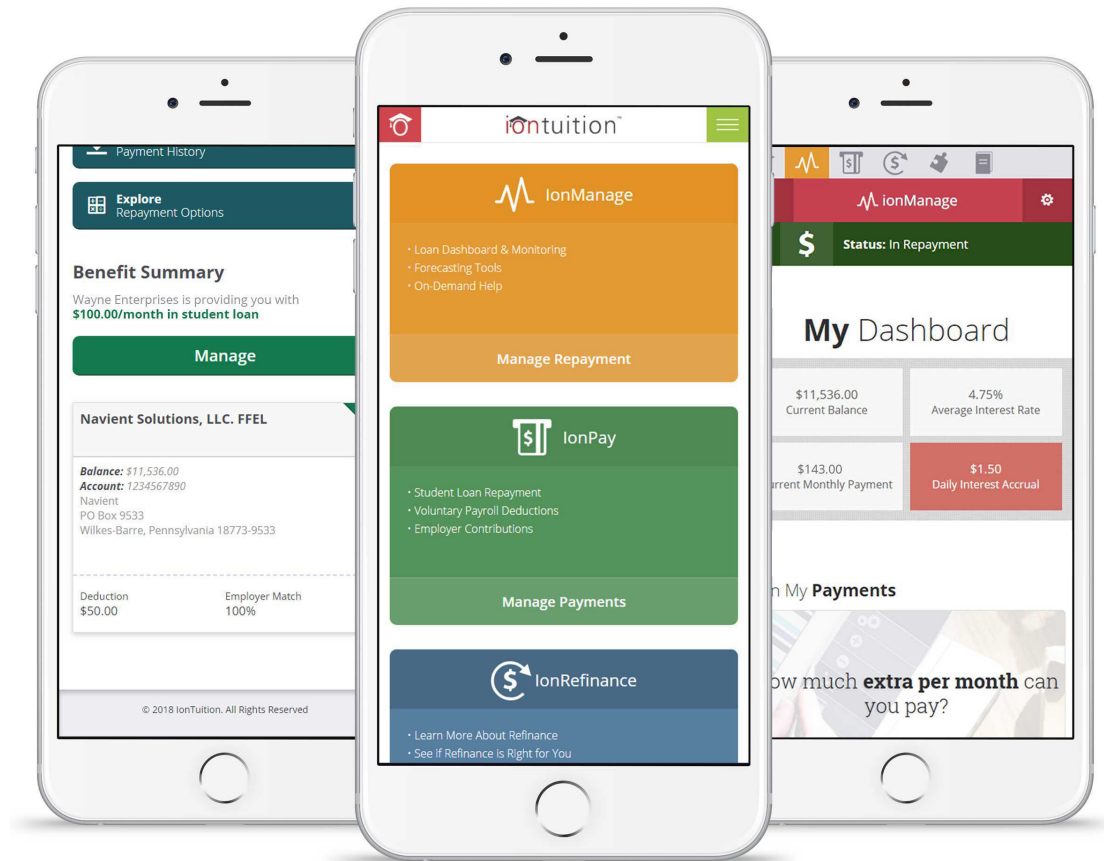 Payment History
Explore
Repayment Options
Benefit Summary
Wayne Enterprises is providing you with
$100.00/month in student loan
Manage
Navient Solutions, LLC. FFEL
Balance: $11,536.00
Account: 1234567890
Navient
PO Box 9533
Wilkes-Barre, Pennsylvania 18773-9533
Deduction
$50.00
Employer Match
100%
© 2018 IonTuition. All Rights Reserved
iontuition™
IonManage
• Loan Dashboard & Monitoring
• Forecasting Tools
• On-Demand Help
Manage Repayment
IonPay
• Student Loan Repayment
• Voluntary Payroll Deductions
• Employer Contributions
Manage Payments
IonRefinance
• Learn More About Refinance
• See if Refinance is Right for You
ionManage
$ Status: In Repayment
My Dashboard
$11,536.00
Current Balance
4.75%
Average Interest Rate
$143.00
Monthly Payment
$1.50
Daily Interest Accrual
My Payments
much extra per month can
you pay?